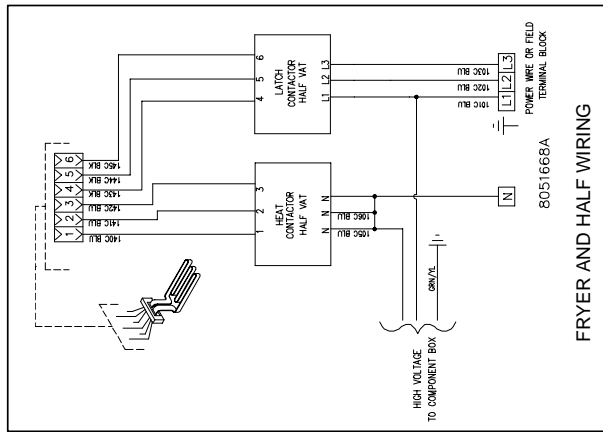 6
5
4
3
2
1
145C BLK
144C BLK
143C BLK
142C BLU
141C BLU
140C BLU
6
5
4
LATCH
CONTACTOR
HALF VAT
L3
L2
L1
3
2
1
HEAT
CONTACTOR
HALF VAT
N
N
N
106C BLU
105C BLU
103C BLU
102C BLU
101C BLU
L1 L2 L3
POWER WIRE OR FIELD
TERMINAL BLOCK
N
8051668A
GRN/YL
HIGH VOLTAGE
TO COMPONENT BOX
FRYER AND HALF WIRING